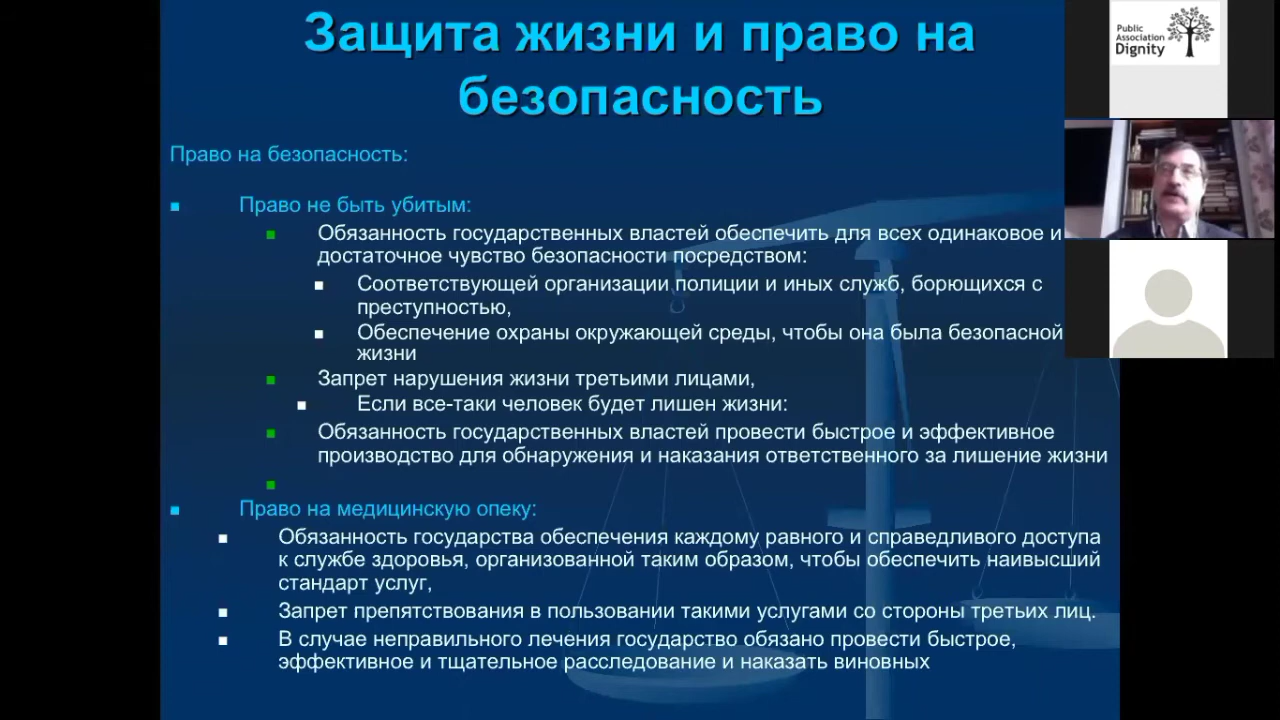 Защита жизни и право на
безопасность
Право на безопасность:
Право не быть убитым:
Обязанность государственных властей обеспечить для всех одинаковое и
достаточное чувство безопасности посредством:
Соответствующей организации полиции и иных служб, борющихся с
преступностью,
Обеспечение охраны окружающей среды, чтобы она была безопасной
жизни
Запрет нарушения жизни третьими лицами,
Если все-таки человек будет лишен жизни:
Обязанность государственных властей провести быстрое и эффективное
производство для обнаружения и наказания ответственного за лишение жизни
Право на медицинскую опеку:
Обязанность государства обеспечения каждому равного и справедливого доступа
к службе здоровья, организованной таким образом, чтобы обеспечить наивысший
стандарт услуг,
Запрет препятствования в пользовании такими услугами со стороны третьих лиц.
В случае неправильного лечения государство обязано провести быстрое,
эффективное и тщательное расследование и наказать виновных
Public
Association
Dignity